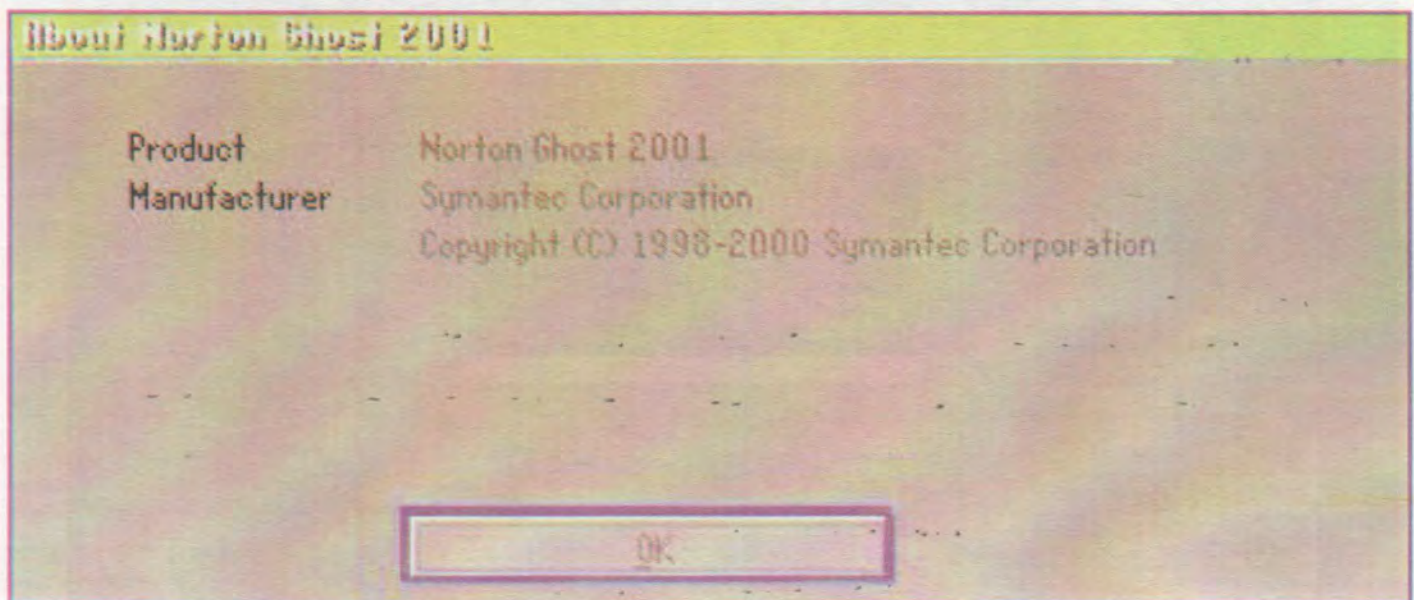 About Norton Ghost 2001
Product Norton Ghost 2001
Manufacturer Symantec Corporation
Copyright (C) 1998-2000 Symantec Corporation
OK